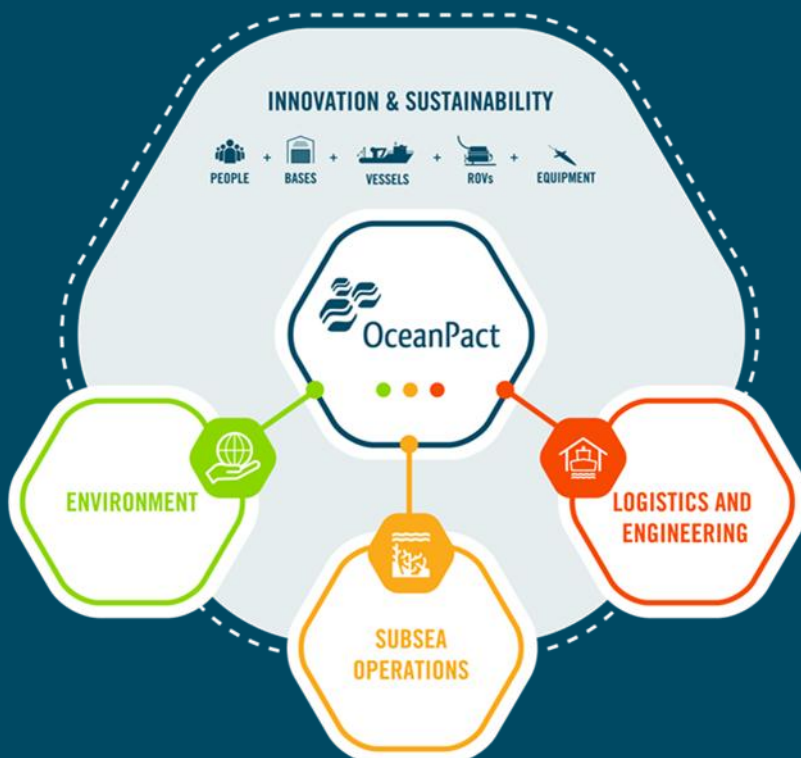 INNOVATION & SUSTAINABILITY
PEOPLE + BASES + VESSELS + ROVs + EQUIPMENT
OceanPact
ENVIRONMENT
LOGISTICS AND
ENGINEERING
SUBSEA
OPERATIONS